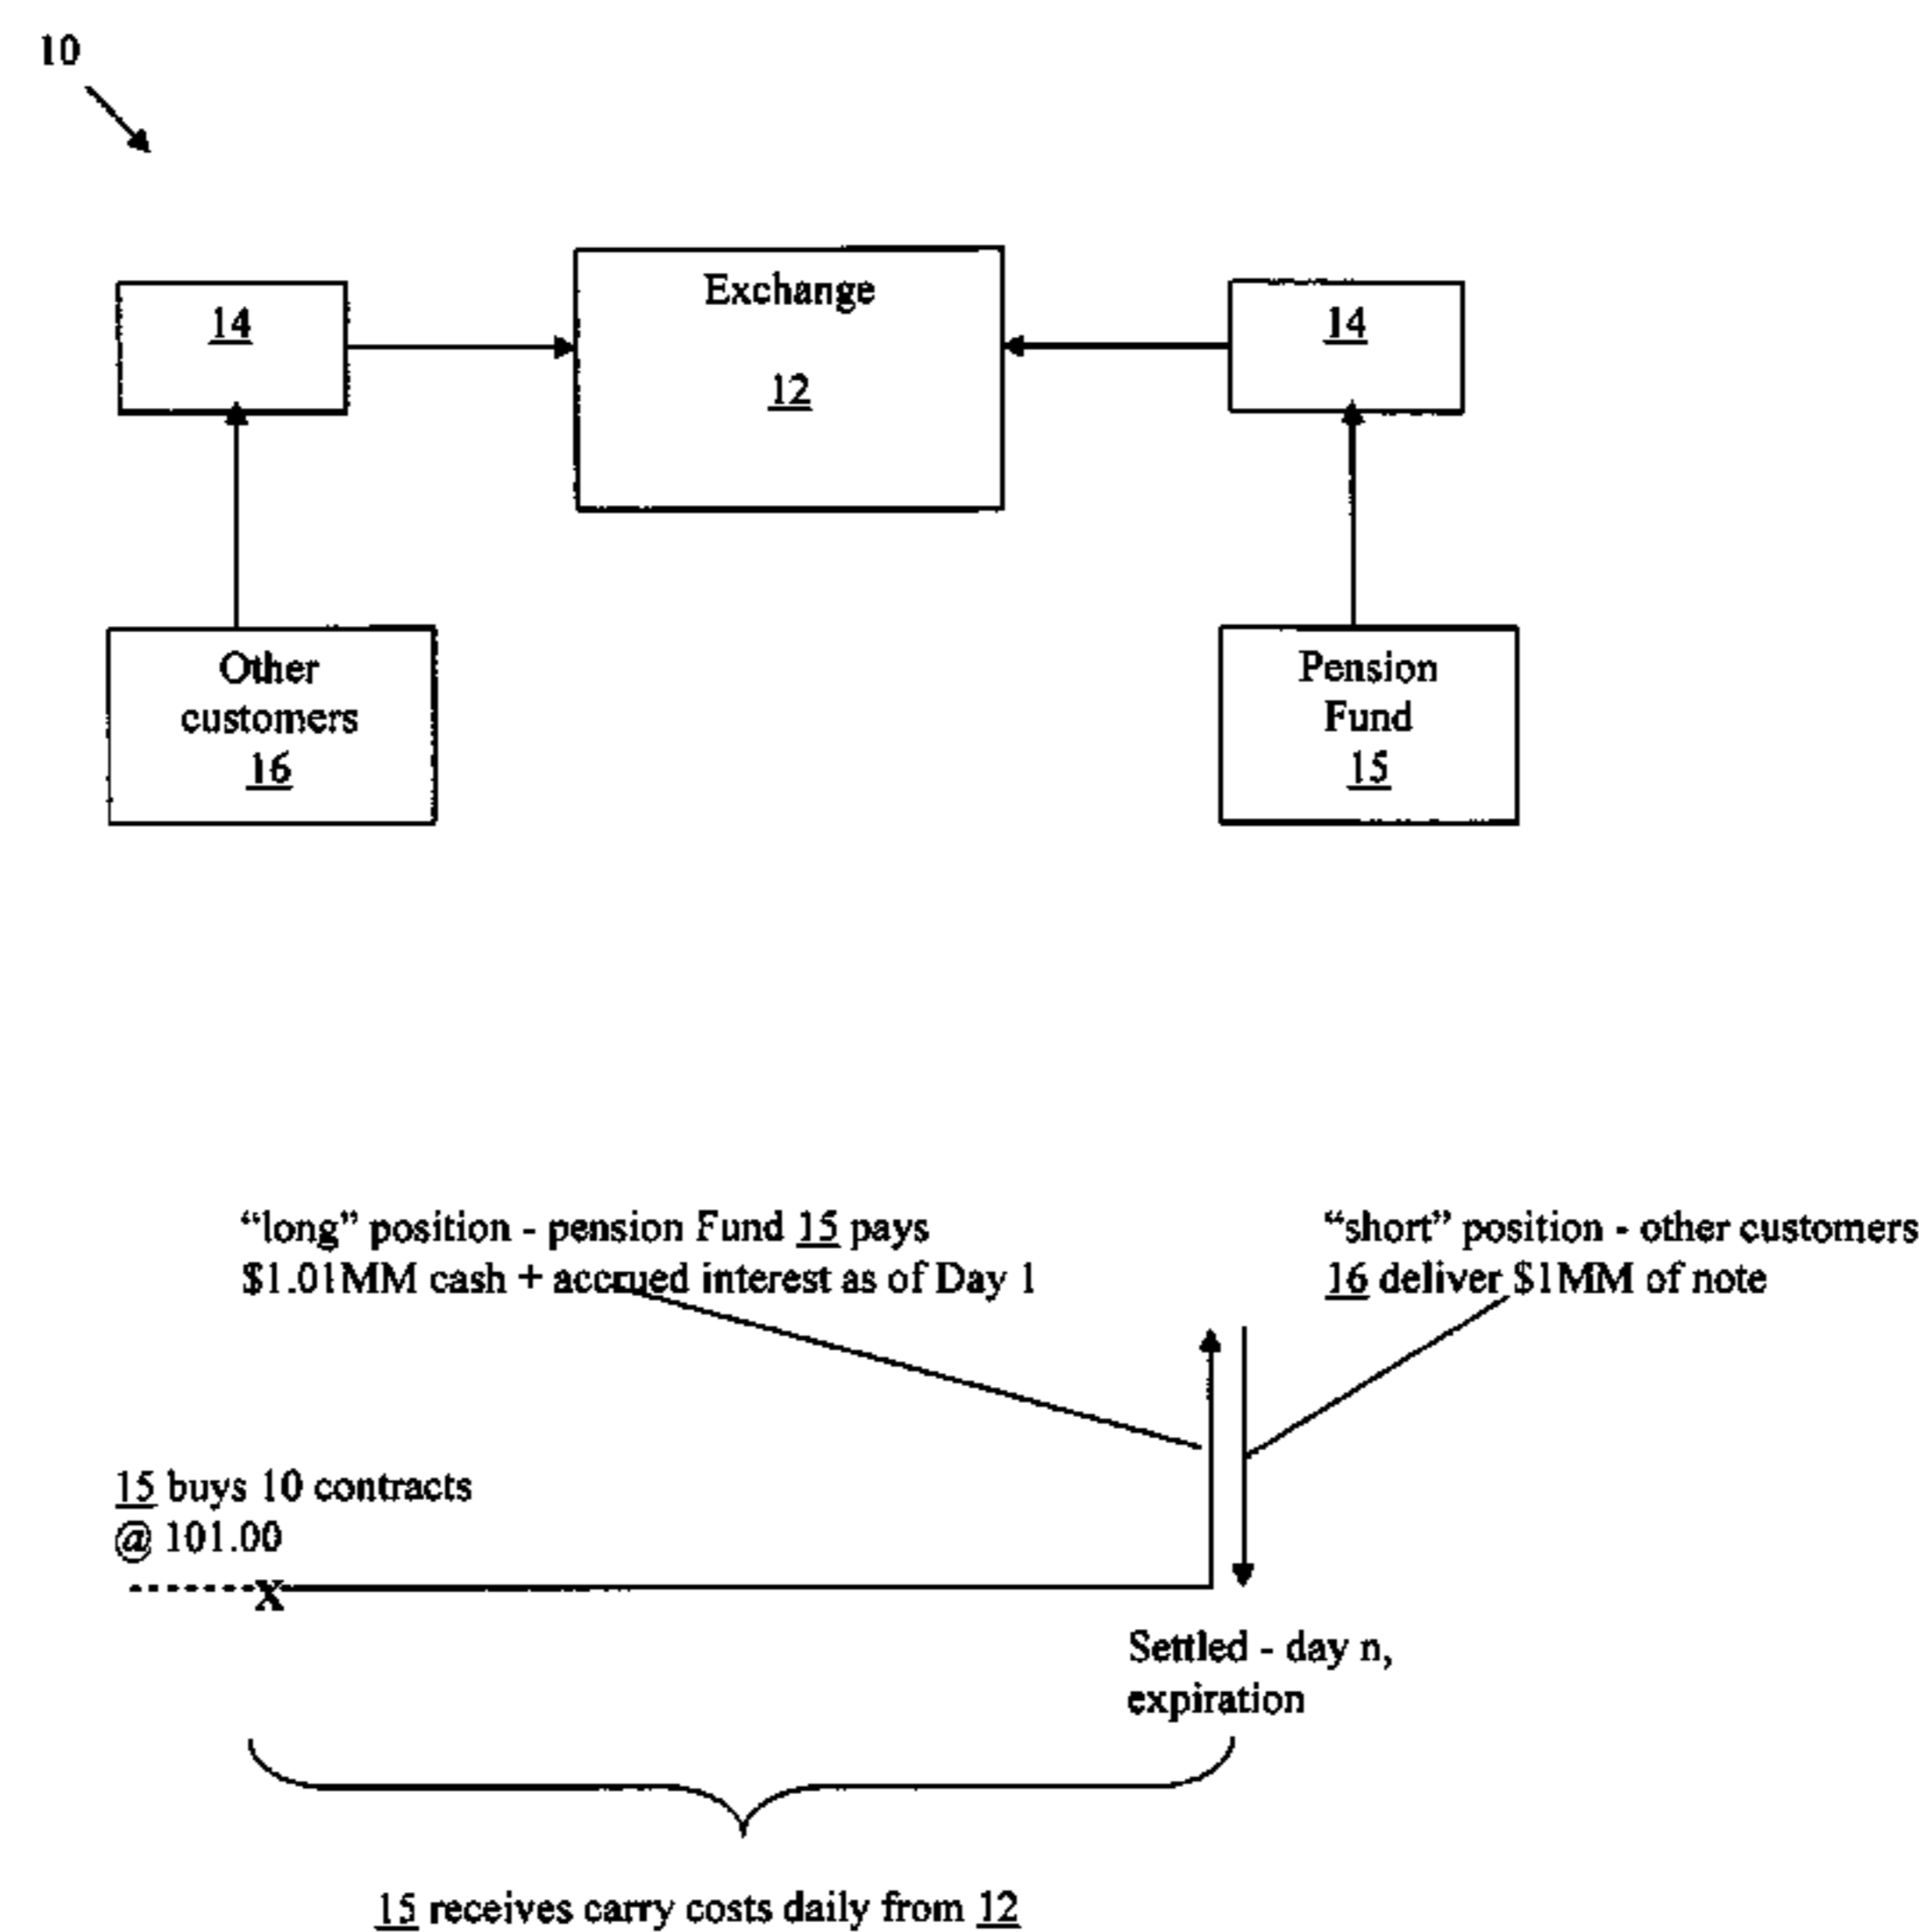 10
14
Exchange
12
14
Other
customers
16
Pension
Fund
15
“long” position - pension Fund 15 pays
$1.01MM cash + accrued interest as of Day 1
“short” position - other customers
16 deliver $1MM of note
15 buys 10 contracts
@ 101.00
X
Settled - day n,
expiration
15 receives carry costs daily from 12